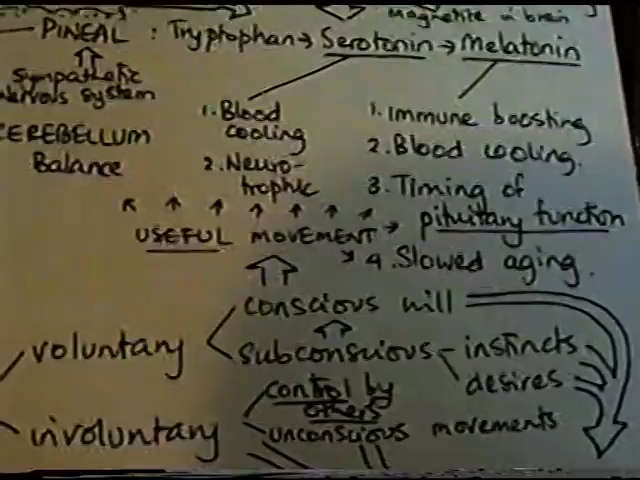 Magnetite in brain
PINEAL : Tryptophan → Serotonin → Melatonin
Sympathetic
Nervous system
CEREBELLUM
Balance
1. Blood
cooling
2. Neuro-
trophic
1. Immune boosting
2. Blood cooling.
3. Timing of
pituitary function
4. Slowed aging.
USEFUL MOVEMENT
conscious will
voluntary
subconscious
instincts
desires
control by
others
involuntary
unconscious movements